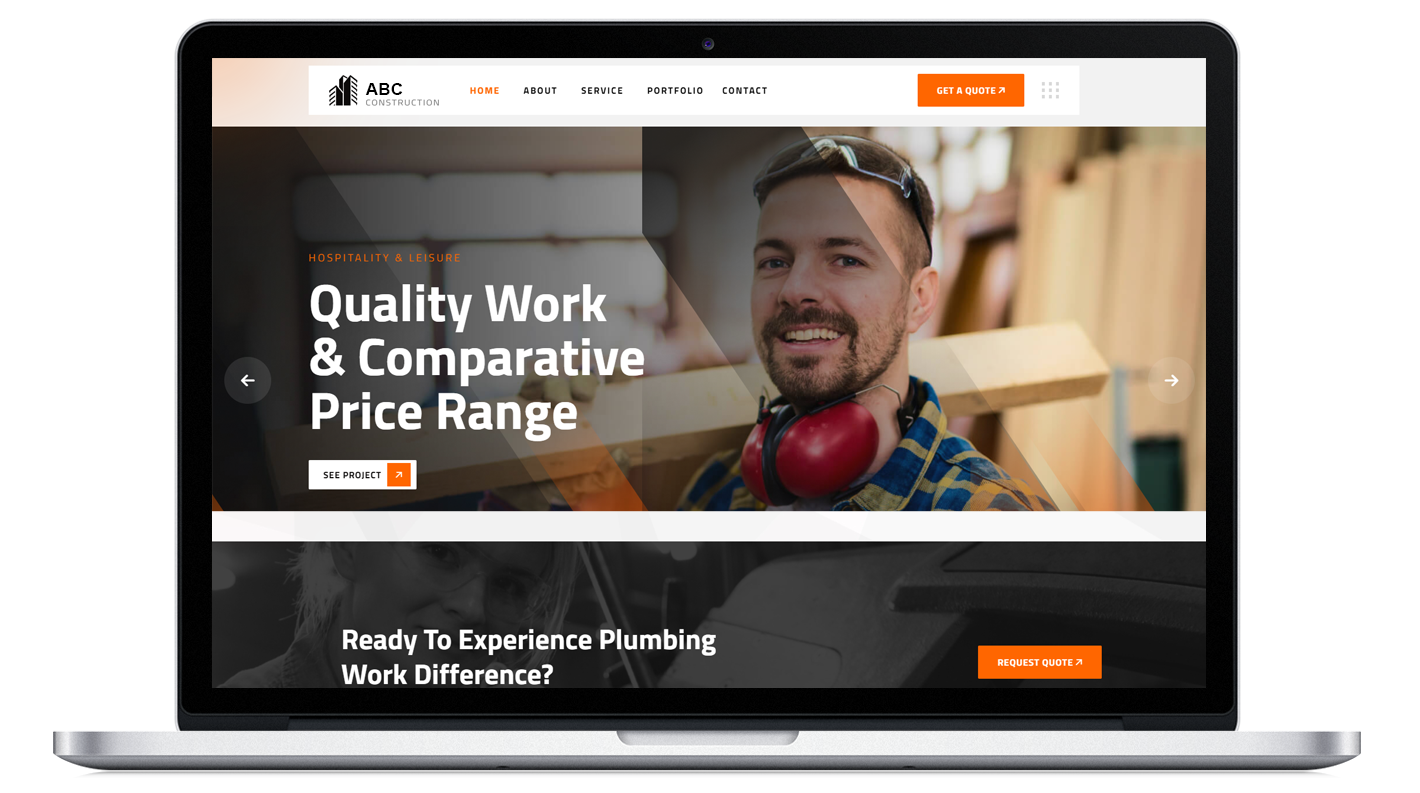 ABC
CONSTRUCTION
HOME ABOUT SERVICE PORTFOLIO CONTACT
GET A QUOTE
HOSPITALITY & LEISURE
Quality Work
& Comparative
Price Range
SEE PROJECT
Ready To Experience Plumbing
Work Difference?
REQUEST QUOTE